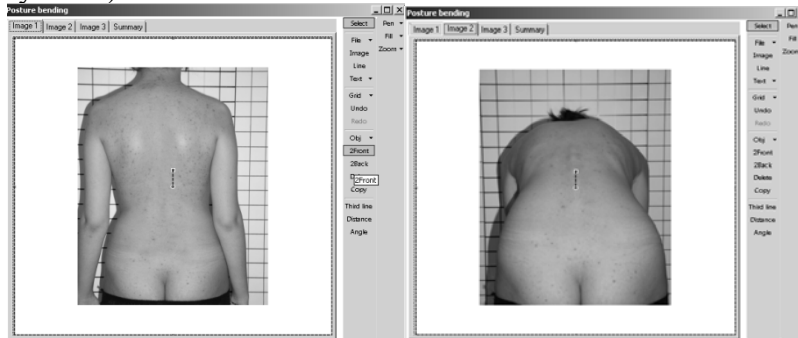 Posture bending
Image 1 Image 2 Image 3 Summary
Select Pen
Fill
File Zoom
Image
Line
Text
Grid
Undo
Redo
Obj
2Front
2Back
2Front
Copy
Third line
Distance
Angle
Posture bending
Image 1 Image 2 Image 3 Summary
Select Pen
Fill
File Zoom
Image
Line
Text
Grid
Undo
Redo
Obj
2Front
2Back
Delete
Copy
Third line
Distance
Angle